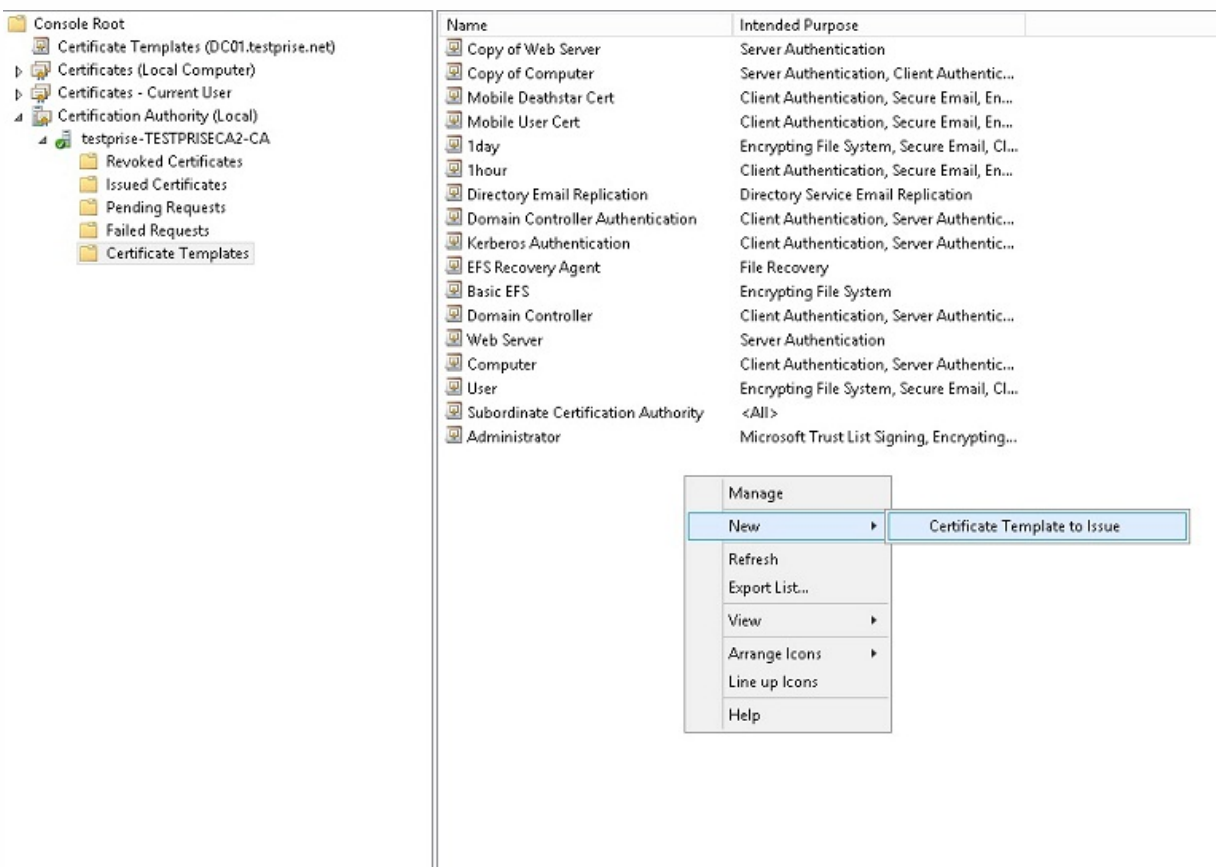 Console Root
Certificate Templates (DC01.testprise.net)
Certificates (Local Computer)
Certificates - Current User
Certification Authority (Local)
testprise-TESTPRISECA2-CA
Revoked Certificates
Issued Certificates
Pending Requests
Failed Requests
Certificate Templates
Name Intended Purpose
Copy of Web Server Server Authentication
Copy of Computer Server Authentication, Client Authentic...
Mobile Deathstar Cert Client Authentication, Secure Email, En...
Mobile User Cert Client Authentication, Secure Email, En...
1day Encrypting File System, Secure Email, Cl...
1hour Client Authentication, Secure Email, En...
Directory Email Replication Directory Service Email Replication
Domain Controller Authentication Client Authentication, Server Authentic...
Kerberos Authentication Client Authentication, Server Authentic...
EFS Recovery Agent File Recovery
Basic EFS Encrypting File System
Domain Controller Client Authentication, Server Authentic...
Web Server Server Authentication
Computer Client Authentication, Server Authentic...
User Encrypting File System, Secure Email, Cl...
Subordinate Certification Authority <All>
Administrator Microsoft Trust List Signing, Encrypting...
Manage
New Certificate Template to Issue
Refresh
Export List...
View
Arrange Icons
Line up Icons
Help